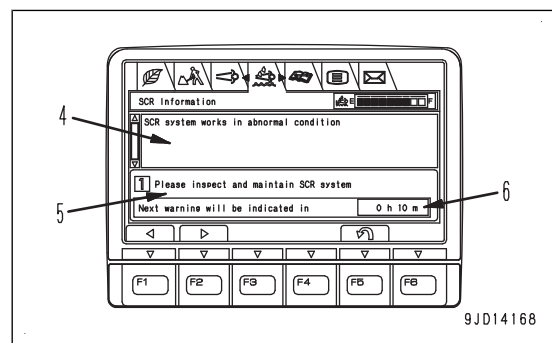 SCR Information
E F
4
SCR system works in abnormal condition
1 Please inspect and maintain SCR system
5
6
Next warning will be indicated in 0 h 10 m
F1 F2 F3 F4 F5 F6
9JD14168